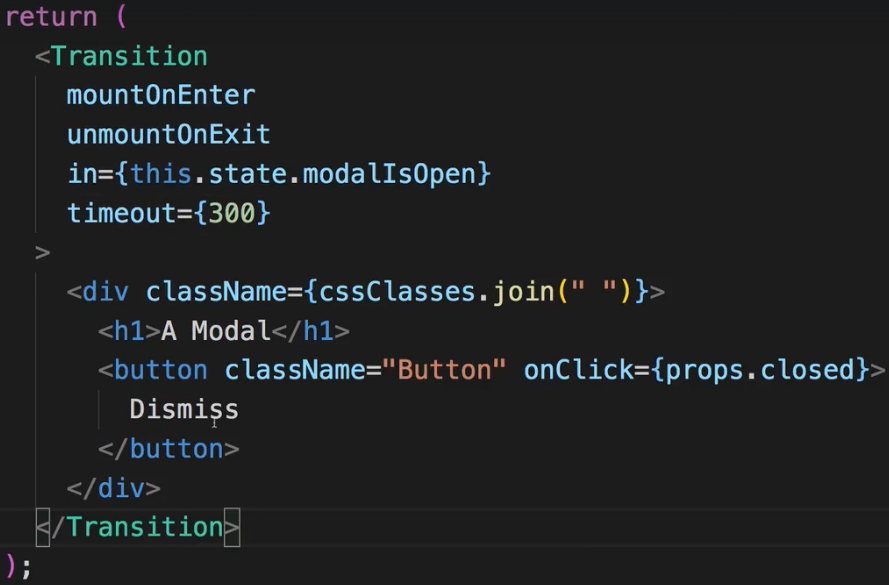 return (
<Transition
mountOnEnter
unmountOnExit
in={this.state.modalIsOpen}
timeout={300}
>
<div className={cssClasses.join(" ")}>
<h1>A Modal</h1>
<button className="Button" onClick={props.closed}>
Dismiss
</button>
</div>
</Transition>
);